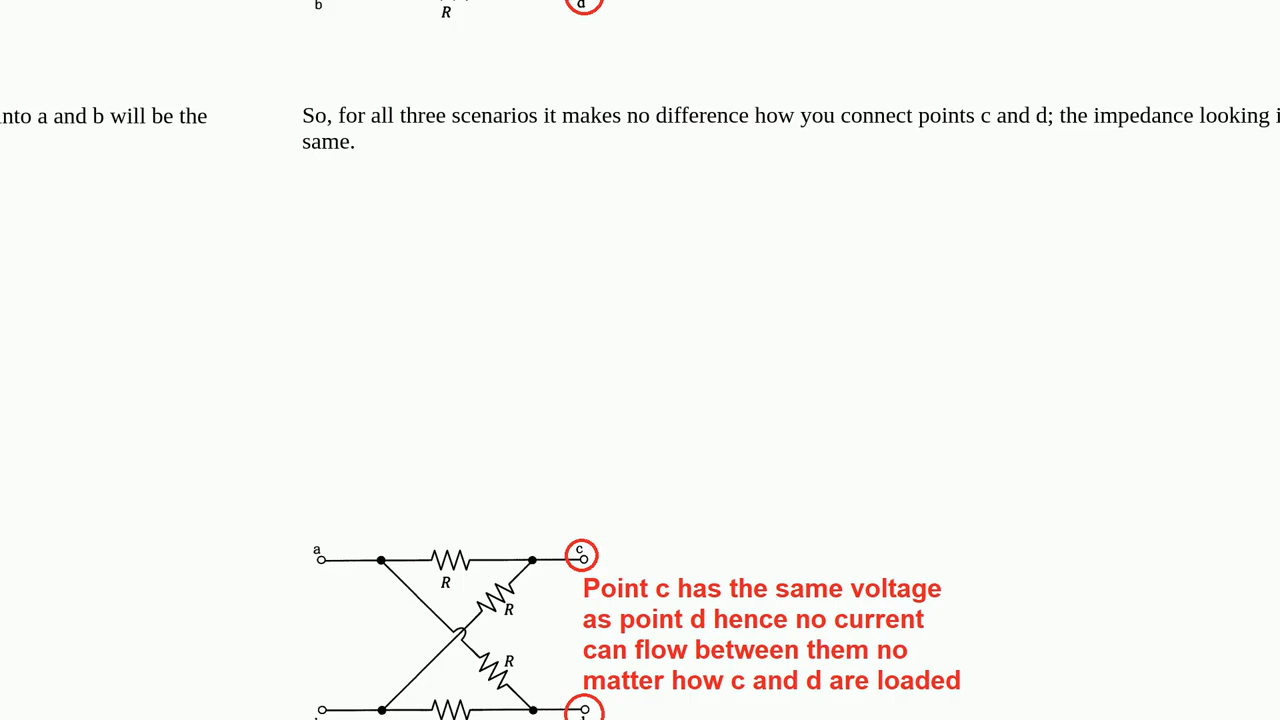 b
R
d
into a and b will be the
So, for all three scenarios it makes no difference how you connect points c and d; the impedance looking i
same.
a
c
R
R
Point c has the same voltage
as point d hence no current
can flow between them no
R
matter how c and d are loaded